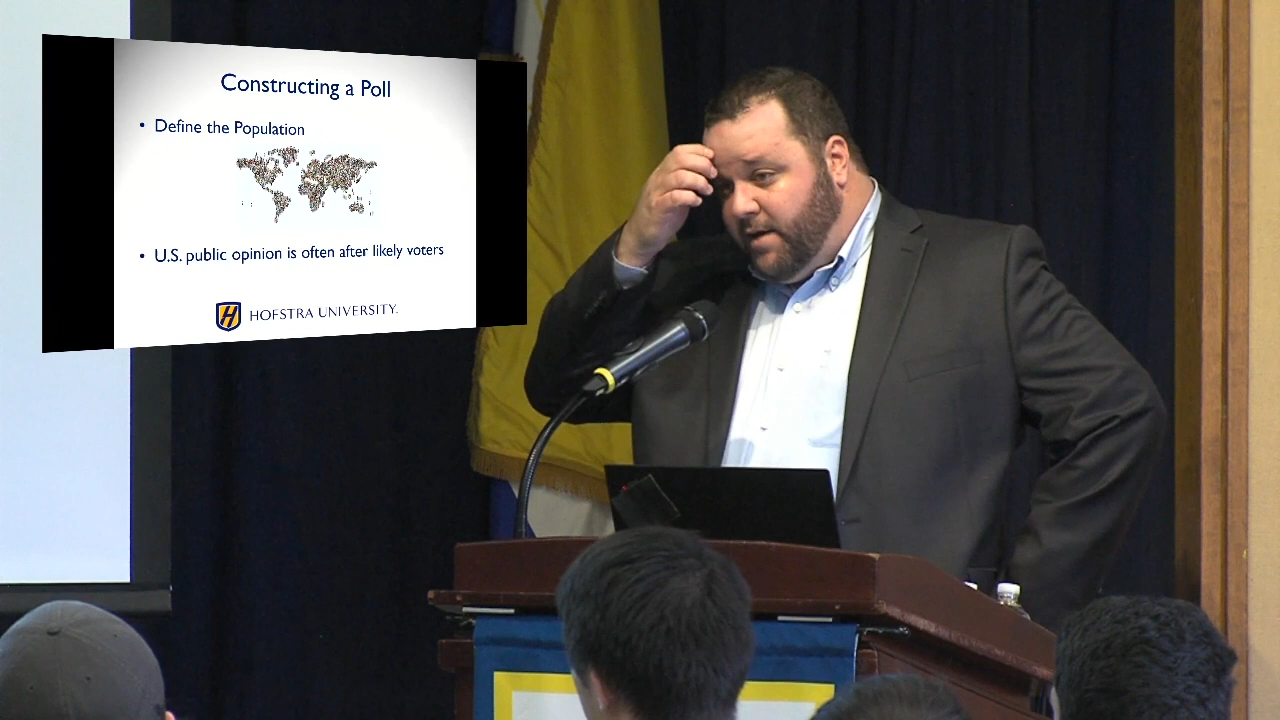 Constructing a Poll
• Define the Population
• U.S. public opinion is often after likely voters
H HOFSTRA UNIVERSITY.